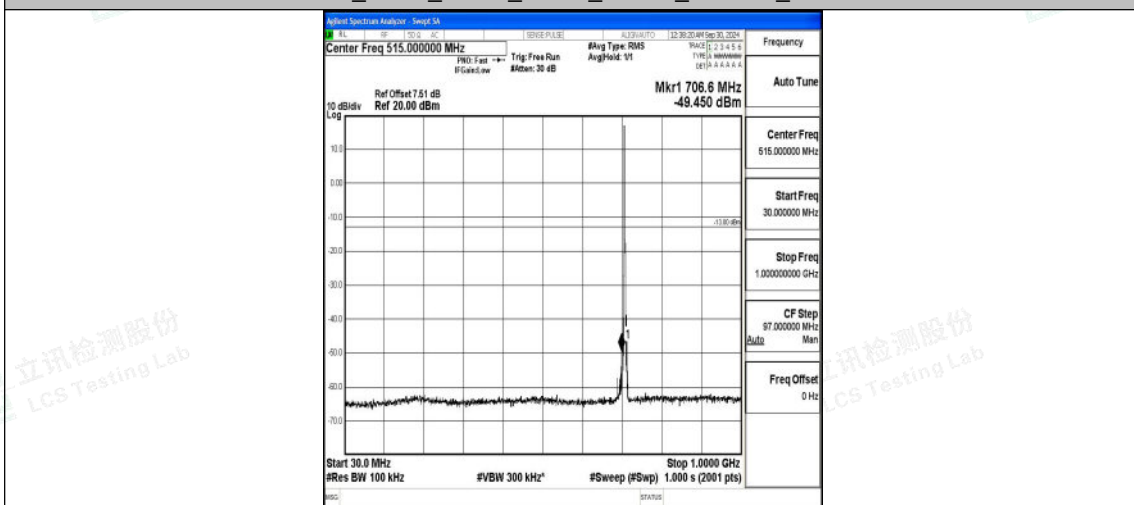 Agilent Spectrum Analyzer - Swept SA
RL RF 50 Ω AC SENSE:PULSE ALIGNAUTO 12:38:20 AM Sep 30, 2024
Center Freq 515.000000 MHz
PNO: Fast
IFGain:Low
Trig: Free Run
#Atten: 30 dB
#Avg Type: RMS
Avg|Hold: 1/1
TRACE 1 2 3 4 5 6
TYPE
DET A A A A A A
Frequency
Auto Tune
Mkr1 706.6 MHz
-49.450 dBm
Ref Offset 7.51 dB
10 dB/div Ref 20.00 dBm
Log
10.0
0.00
-10.0
-13.00 dBm
-20.0
-30.0
-40.0
-50.0
-60.0
-70.0
1
Center Freq
515.000000 MHz
Start Freq
30.000000 MHz
Stop Freq
1.000000000 GHz
CF Step
97.000000 MHz
Auto Man
Freq Offset
0 Hz
Start 30.0 MHz Stop 1.0000 GHz
#Res BW 100 kHz #VBW 300 kHz* #Sweep (#Swp) 1.000 s (2001 pts)
MSG STATUS
立讯检测股份
LCS Testing Lab
立讯检测股份
LCS Testing Lab